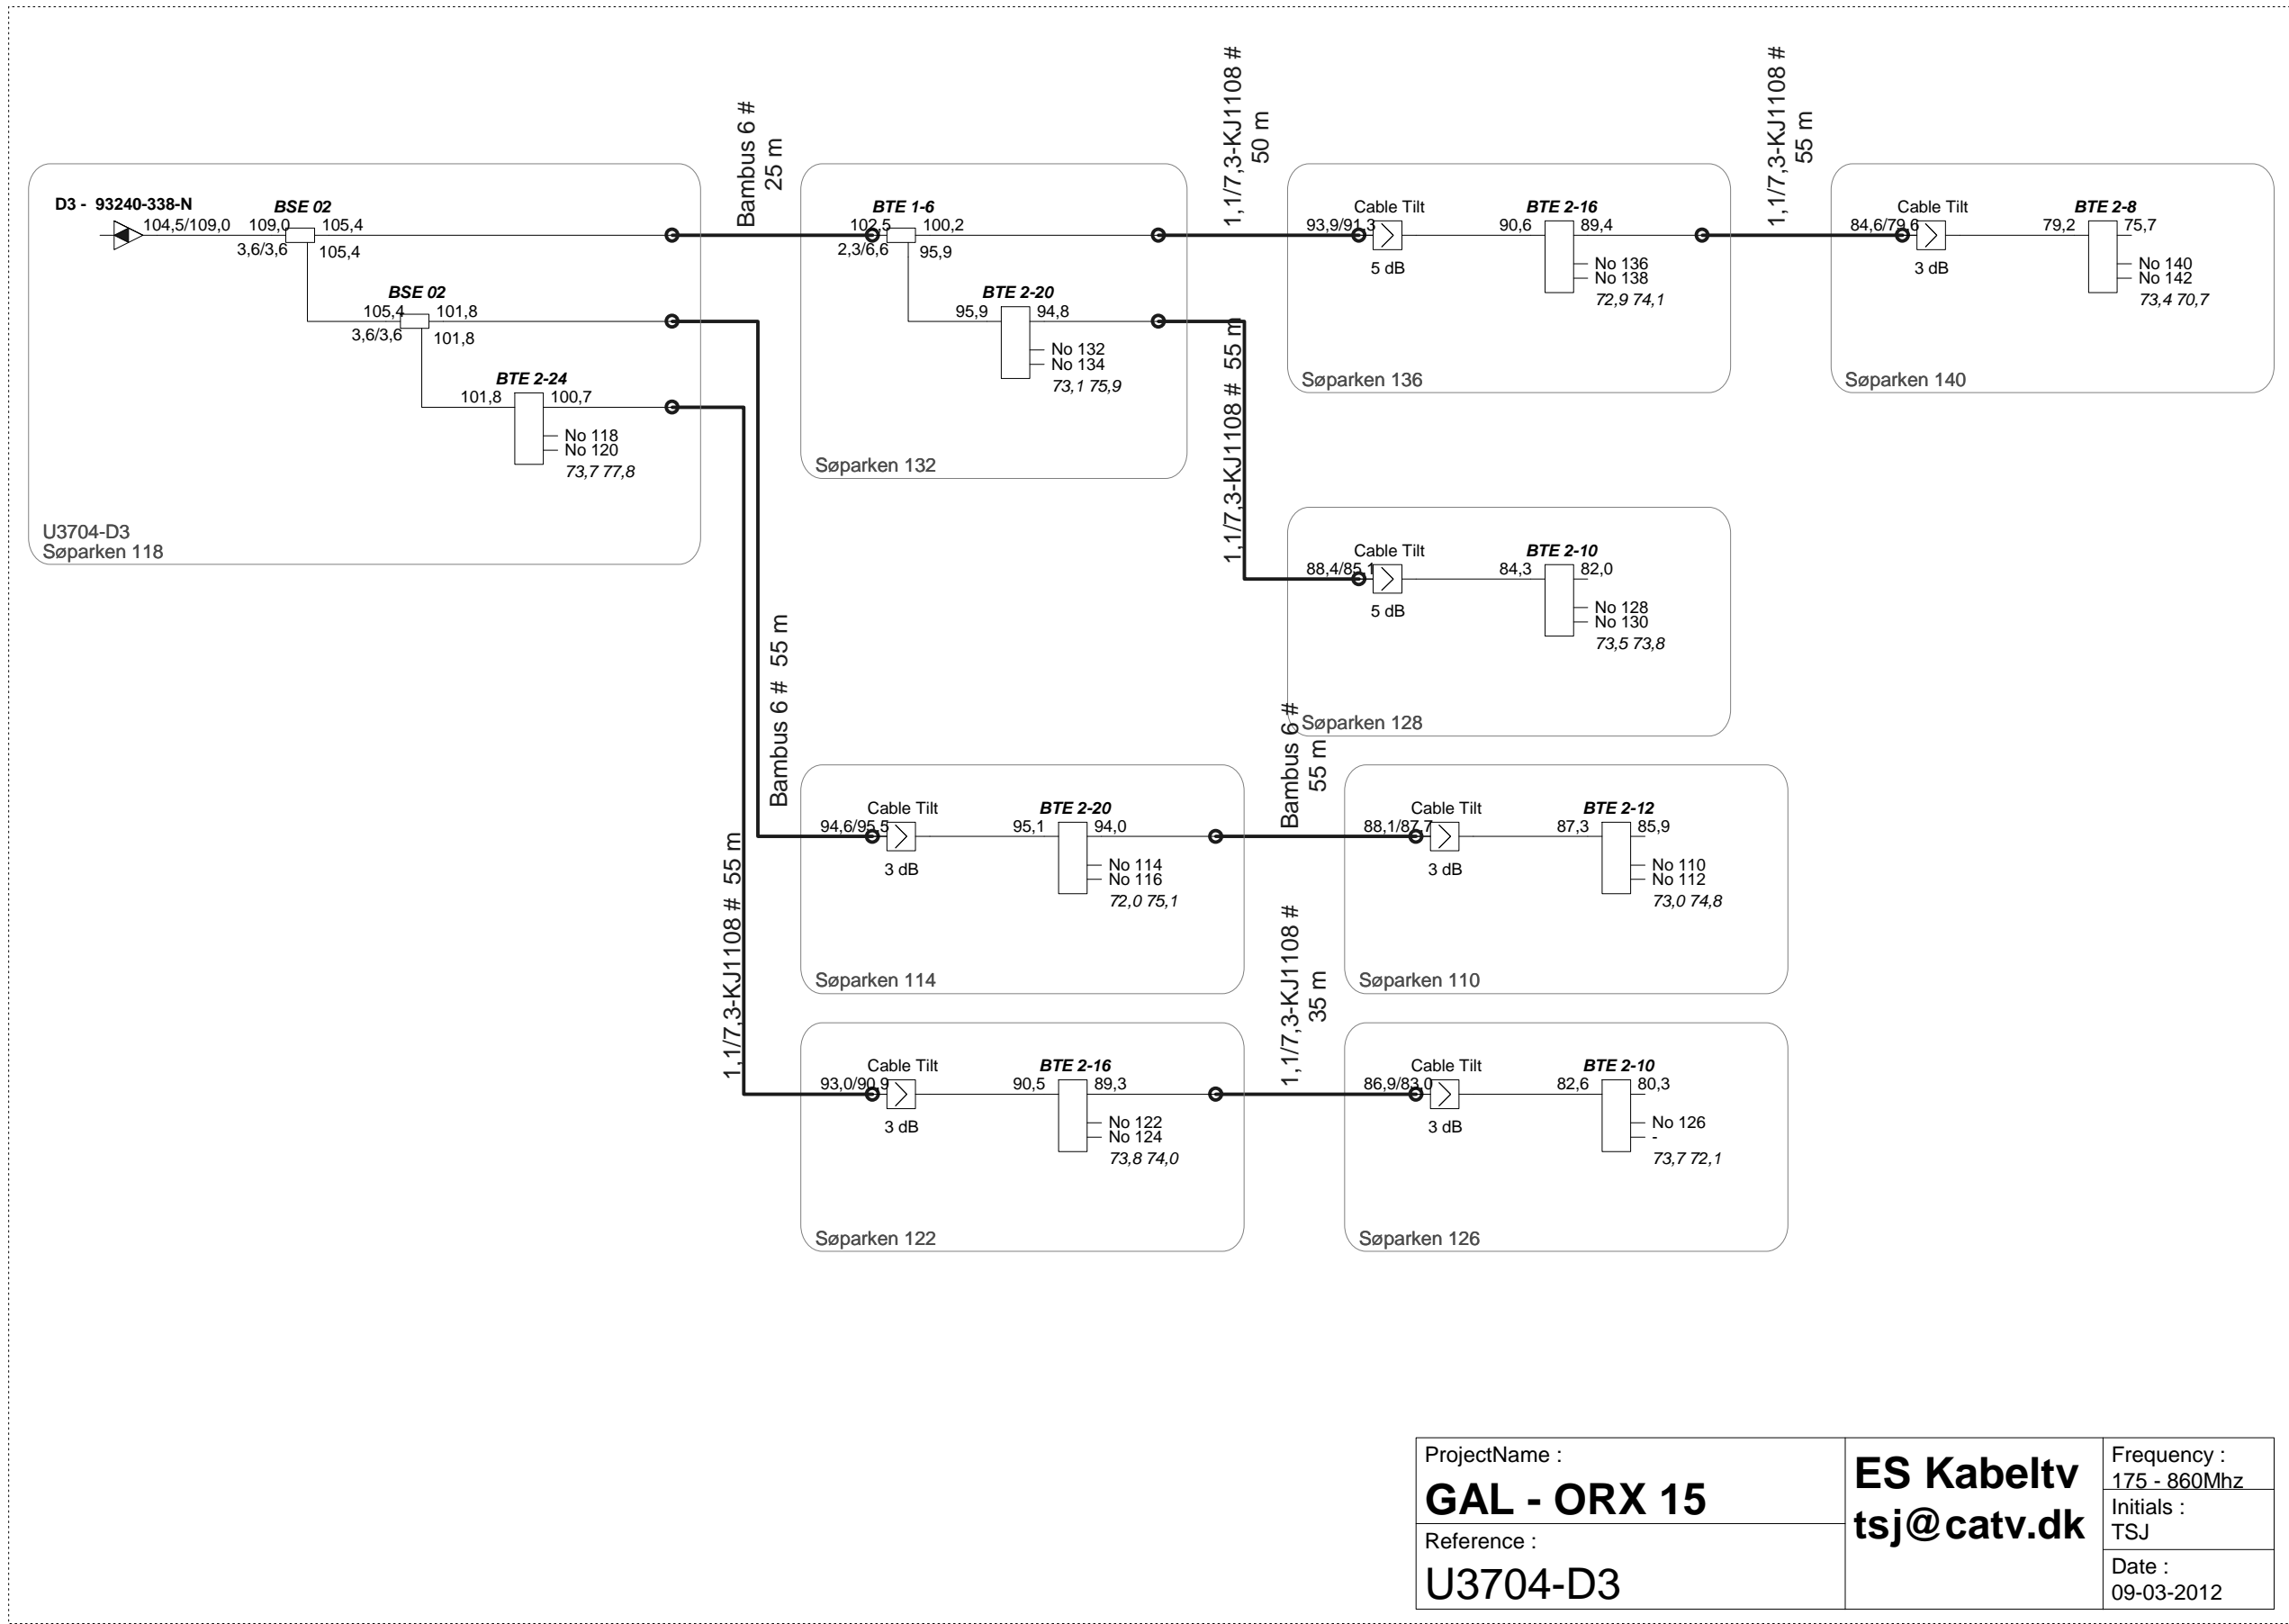 Bambus 6 #
25 m
1,1/7,3-KJ1108 #
50 m
1,1/7,3-KJ1108 #
55 m
D3 - 93240-338-N
104,5/109,0
BSE 02
109,0
105,4
3,6/3,6
105,4
BSE 02
105,4
101,8
3,6/3,6
101,8
BTE 2-24
101,8
100,7
No 118
No 120
73,7 77,8
U3704-D3
Søparken 118
BTE 1-6
102,5
100,2
2,3/6,6
95,9
BTE 2-20
95,9
94,8
No 132
No 134
73,1 75,9
Søparken 132
Cable Tilt
93,9/91,3
5 dB
BTE 2-16
90,6
89,4
No 136
No 138
72,9 74,1
Søparken 136
Cable Tilt
84,6/79,6
3 dB
BTE 2-8
79,2
75,7
No 140
No 142
73,4 70,7
Søparken 140
1,1/7,3-KJ1108 # 55 m
Cable Tilt
88,4/85,1
5 dB
BTE 2-10
84,3
82,0
No 128
No 130
73,5 73,8
Søparken 128
Bambus 6 # 55 m
Cable Tilt
94,6/95,5
3 dB
BTE 2-20
95,1
94,0
No 114
No 116
72,0 75,1
Søparken 114
Bambus 6 #
55 m
Cable Tilt
88,1/87,7
3 dB
BTE 2-12
87,3
85,9
No 110
No 112
73,0 74,8
Søparken 110
1,1/7,3-KJ1108 # 55 m
Cable Tilt
93,0/90,9
3 dB
BTE 2-16
90,5
89,3
No 122
No 124
73,8 74,0
Søparken 122
1,1/7,3-KJ1108 #
35 m
Cable Tilt
86,9/83,0
3 dB
BTE 2-10
82,6
80,3
No 126
-
73,7 72,1
Søparken 126
ProjectName :
GAL - ORX 15
Reference :
U3704-D3
ES Kabeltv
tsj@catv.dk
Frequency :
175 - 860Mhz
Initials :
TSJ
Date :
09-03-2012